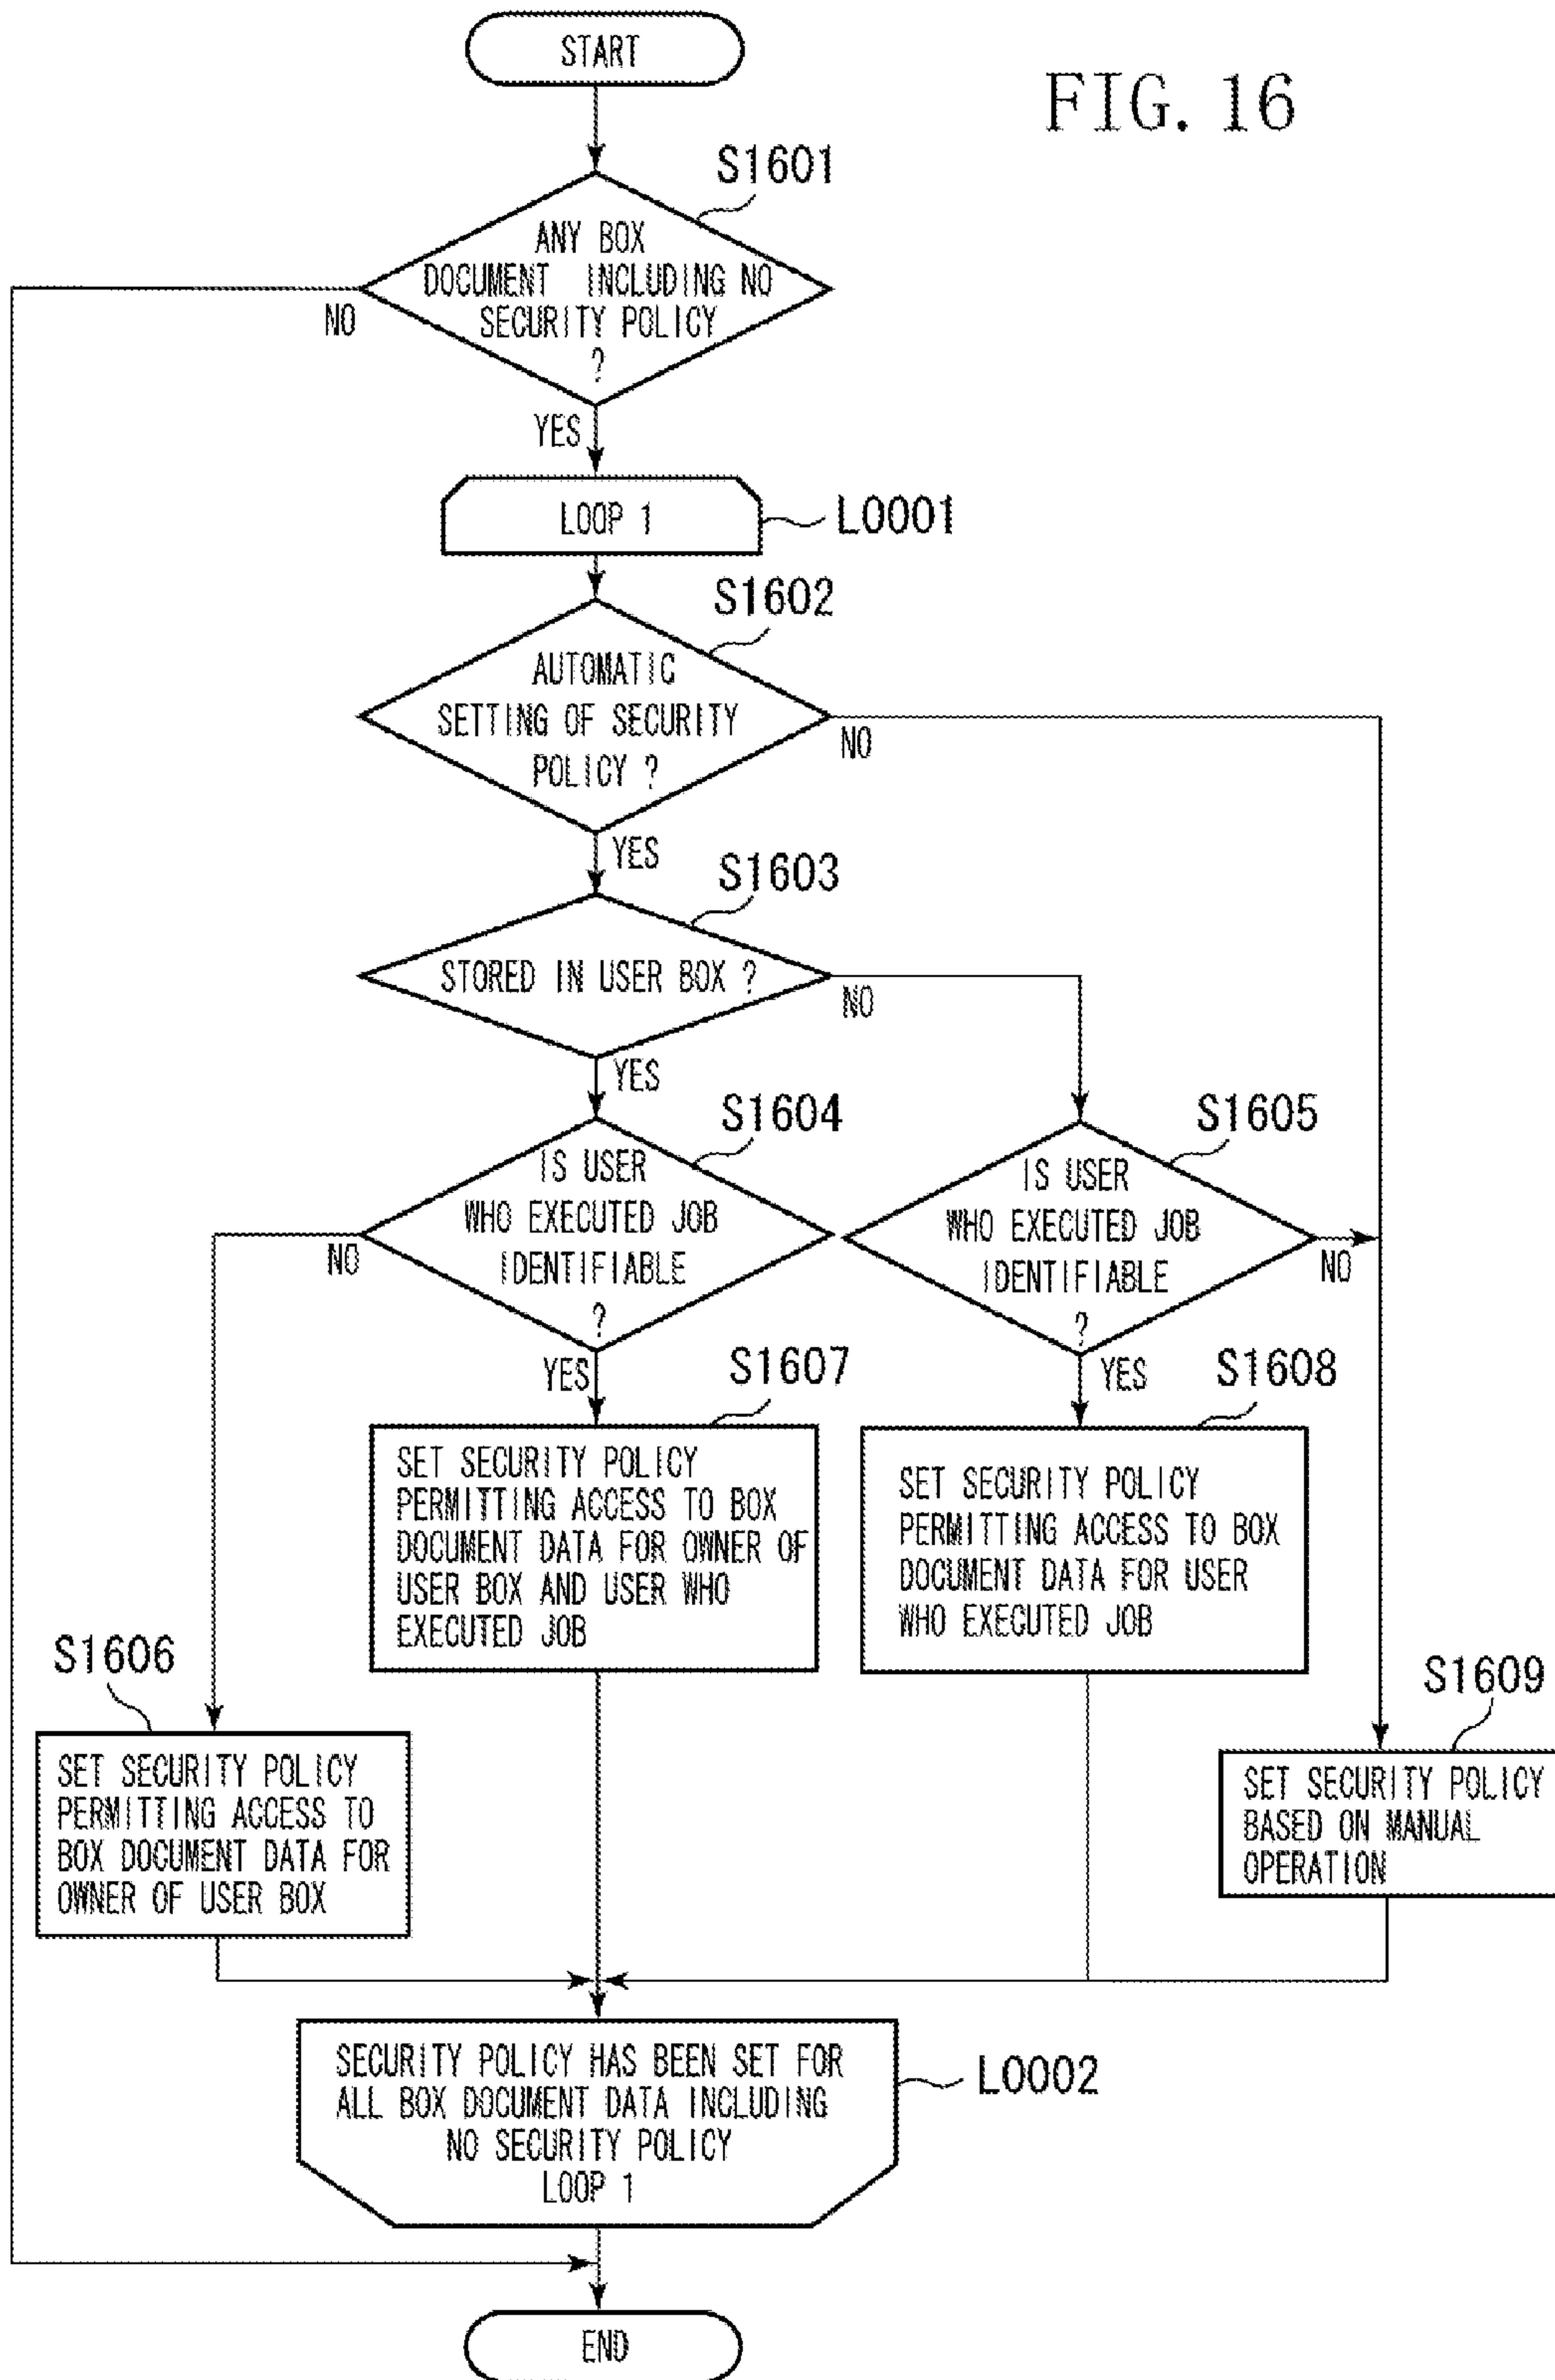 START
FIG. 16
S1601
ANY BOX
DOCUMENT INCLUDING NO
SECURITY POLICY
?
NO
YES
LOOP 1
L0001
S1602
AUTOMATIC
SETTING OF SECURITY
POLICY ?
NO
YES
S1603
STORED IN USER BOX ?
NO
YES
S1604
IS USER
WHO EXECUTED JOB
IDENTIFIABLE
?
NO
YES
S1605
IS USER
WHO EXECUTED JOB
IDENTIFIABLE
?
NO
YES
S1607
SET SECURITY POLICY
PERMITTING ACCESS TO BOX
DOCUMENT DATA FOR OWNER OF
USER BOX AND USER WHO
EXECUTED JOB
S1608
SET SECURITY POLICY
PERMITTING ACCESS TO BOX
DOCUMENT DATA FOR USER
WHO EXECUTED JOB
S1606
SET SECURITY POLICY
PERMITTING ACCESS TO
BOX DOCUMENT DATA FOR
OWNER OF USER BOX
S1609
SET SECURITY POLICY
BASED ON MANUAL
OPERATION
SECURITY POLICY HAS BEEN SET FOR
ALL BOX DOCUMENT DATA INCLUDING
NO SECURITY POLICY
LOOP 1
L0002
END